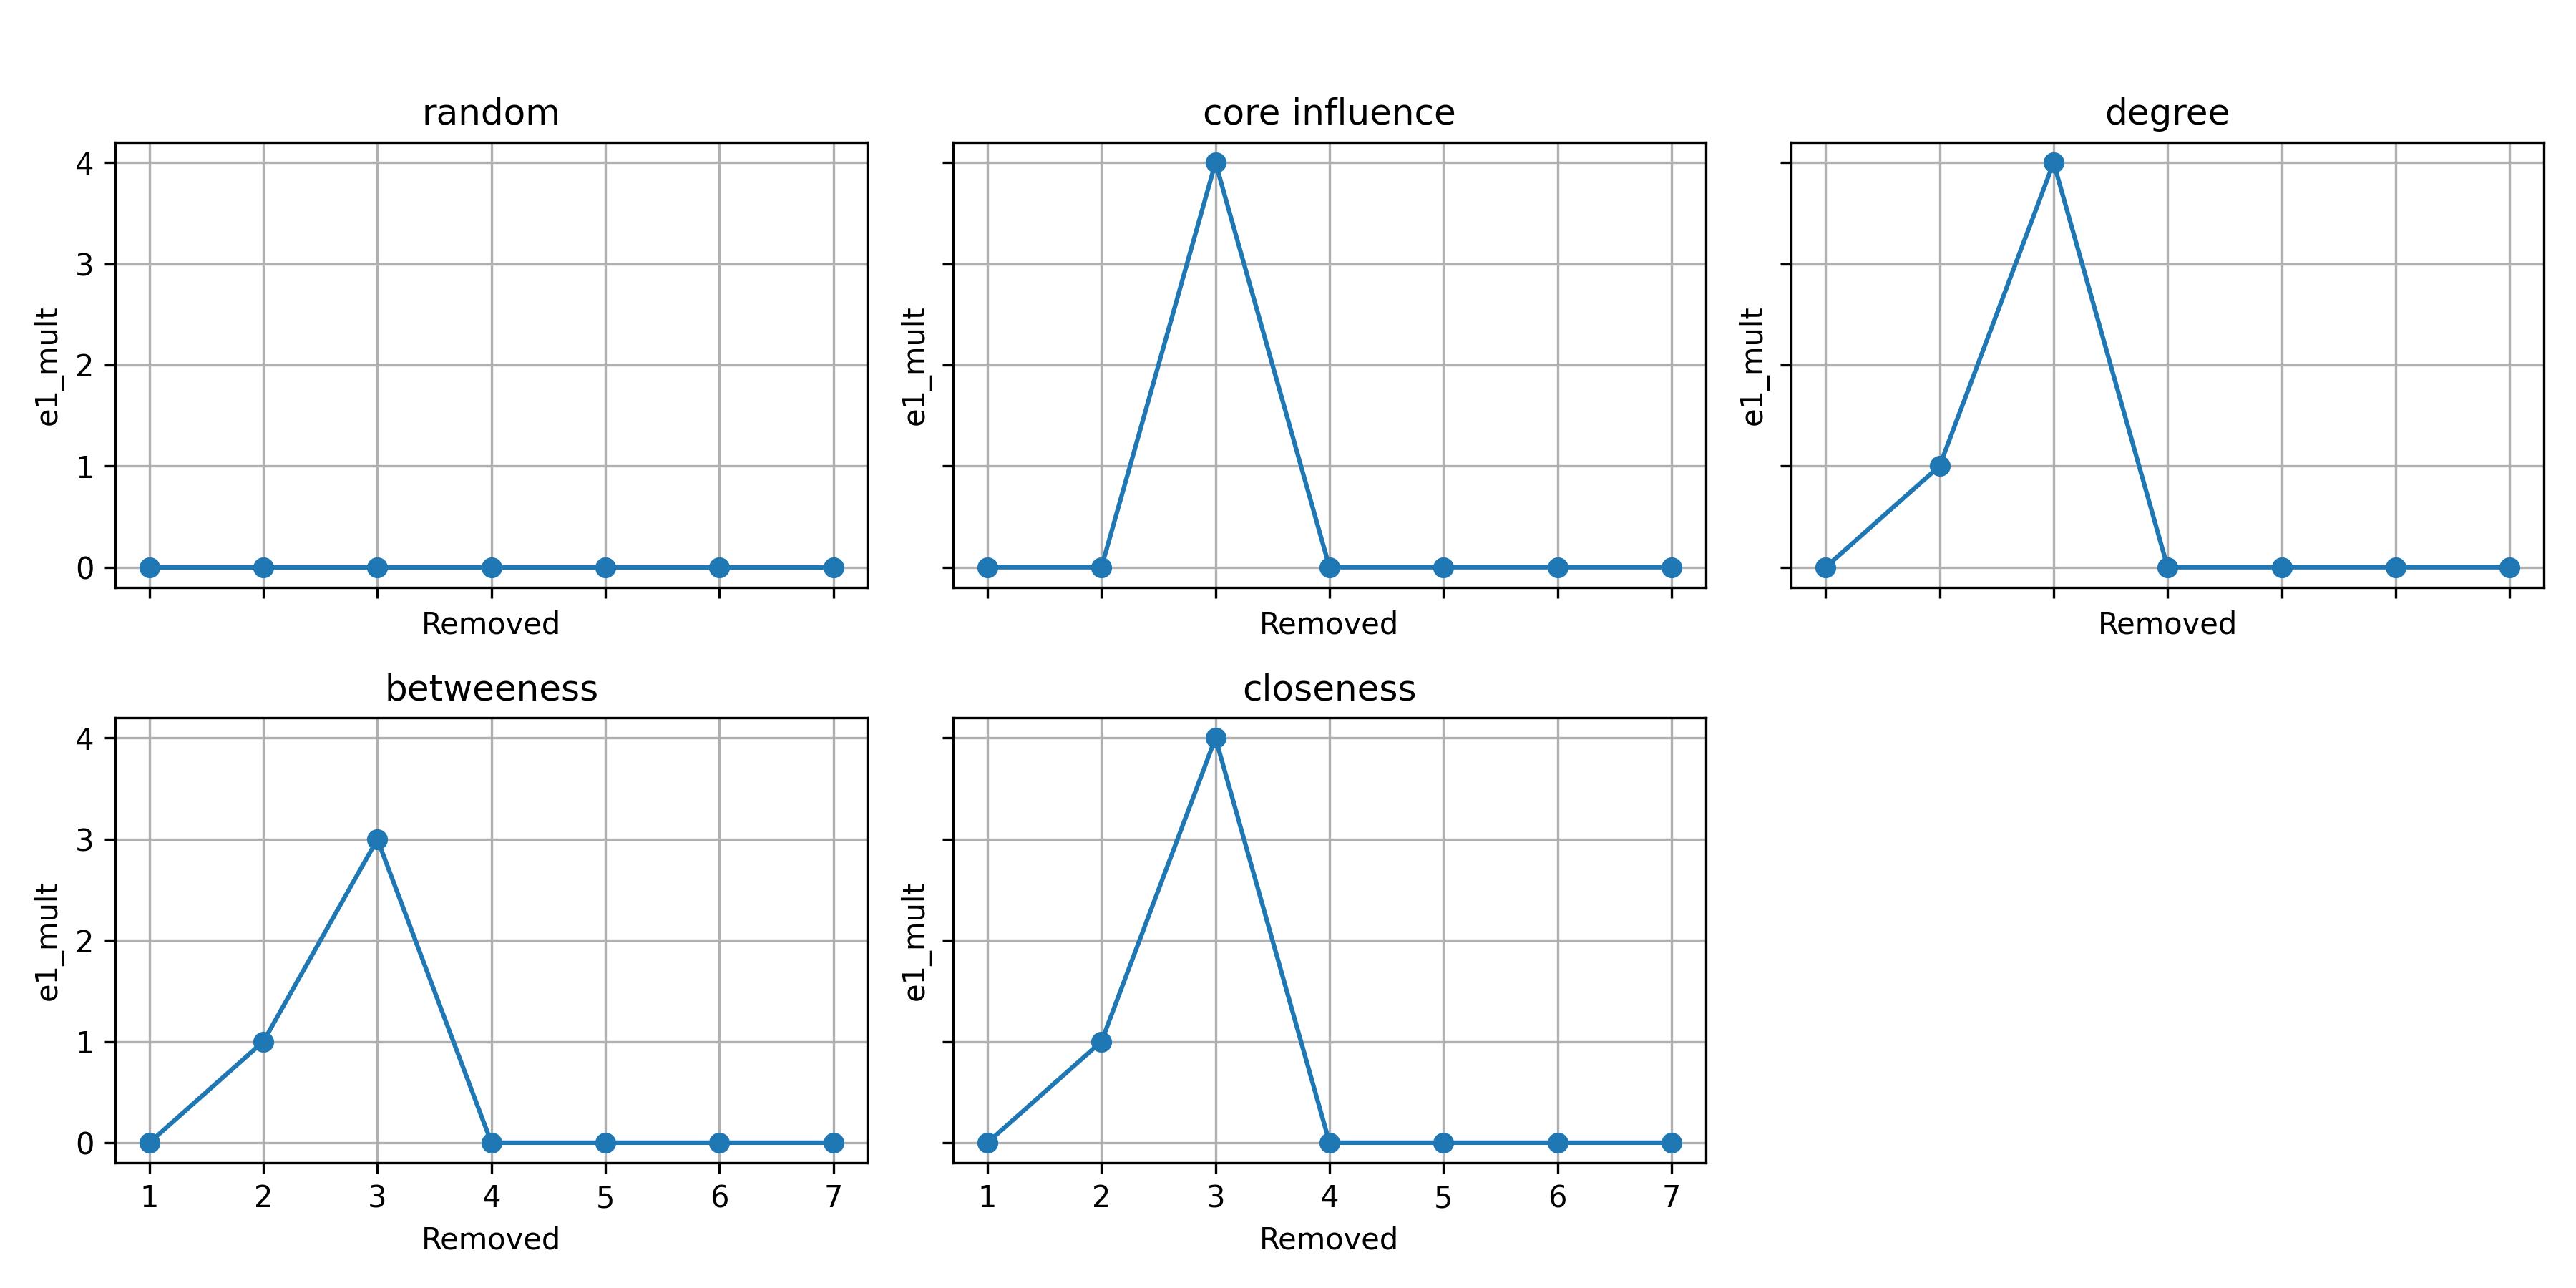 random
4
3
2
1
0
e1_mult
Removed
core influence
e1_mult
Removed
degree
e1_mult
Removed
betweeness
4
3
2
1
0
e1_mult
1 2 3 4 5 6 7
Removed
closeness
e1_mult
1 2 3 4 5 6 7
Removed